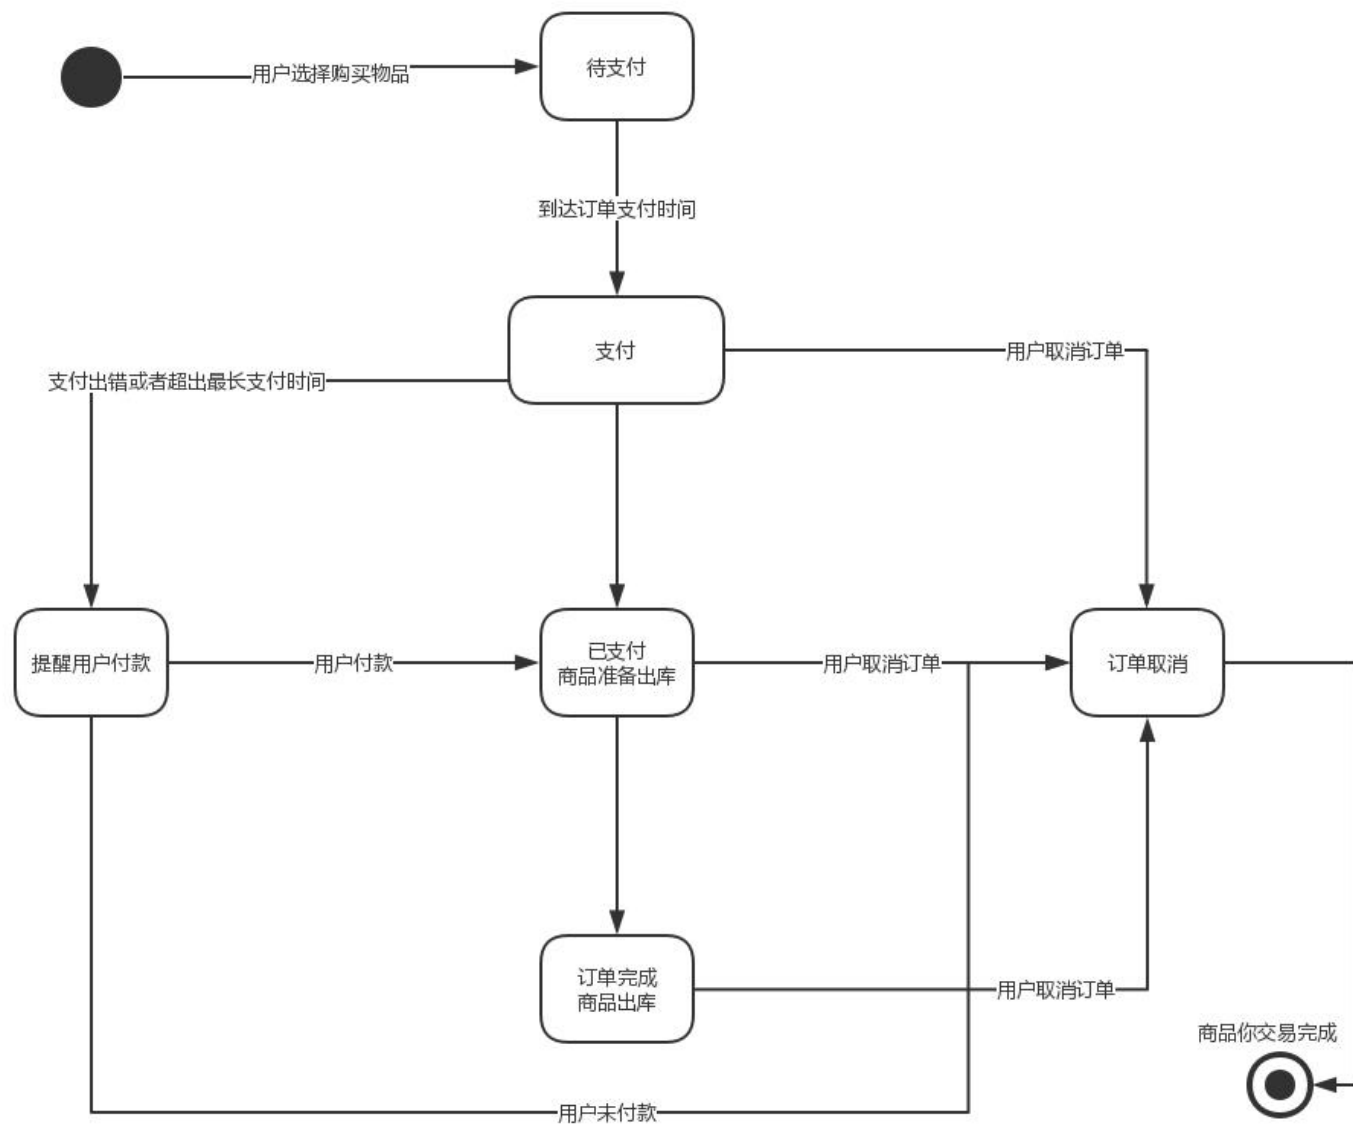 用户选择购买物品
待支付
到达订单支付时间
支付
用户取消订单
支付出错或者超出最长支付时间
提醒用户付款
用户付款
已支付
商品准备出库
用户取消订单
订单取消
订单完成
商品出库
用户取消订单
商品你交易完成
用户未付款